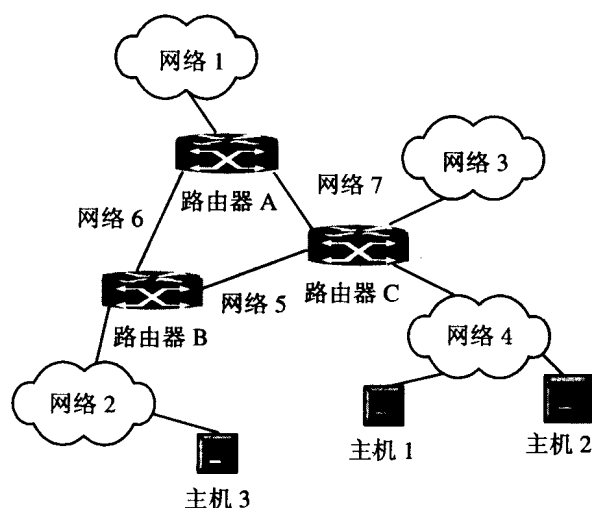 网络 1
网络 3
网络 7
路由器 A
网络 6
网络 5
路由器 C
路由器 B
网络 4
网络 2
主机 1
主机 2
主机 3